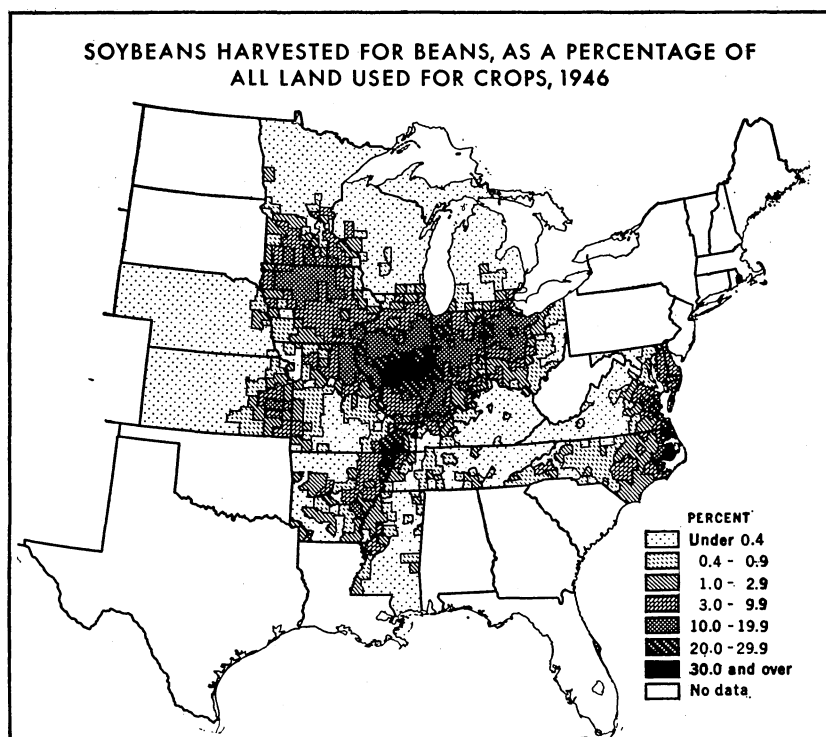 SOYBEANS HARVESTED FOR BEANS, AS A PERCENTAGE OF
ALL LAND USED FOR CROPS, 1946
PERCENT
Under 0.4
0.4 - 0.9
1.0 - 2.9
3.0 - 9.9
10.0 - 19.9
20.0 - 29.9
30.0 and over
No data